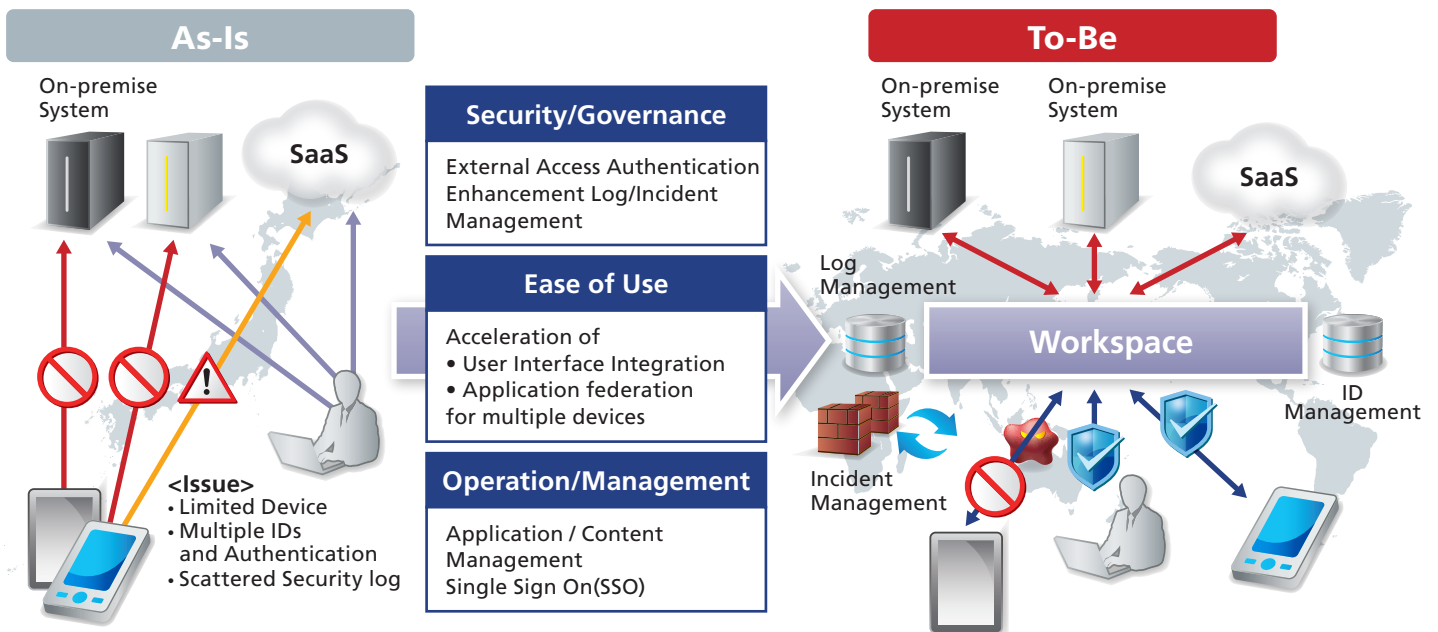 As-Is
On-premise
System
SaaS
<Issue>
• Limited Device
• Multiple IDs
and Authentication
• Scattered Security log
Security/Governance
External Access Authentication
Enhancement Log/Incident
Management
Ease of Use
Acceleration of
• User Interface Integration
• Application federation
for multiple devices
Operation/Management
Application / Content
Management
Single Sign On(SSO)
To-Be
On-premise
System
On-premise
System
SaaS
Log
Management
Workspace
ID
Management
Incident
Management